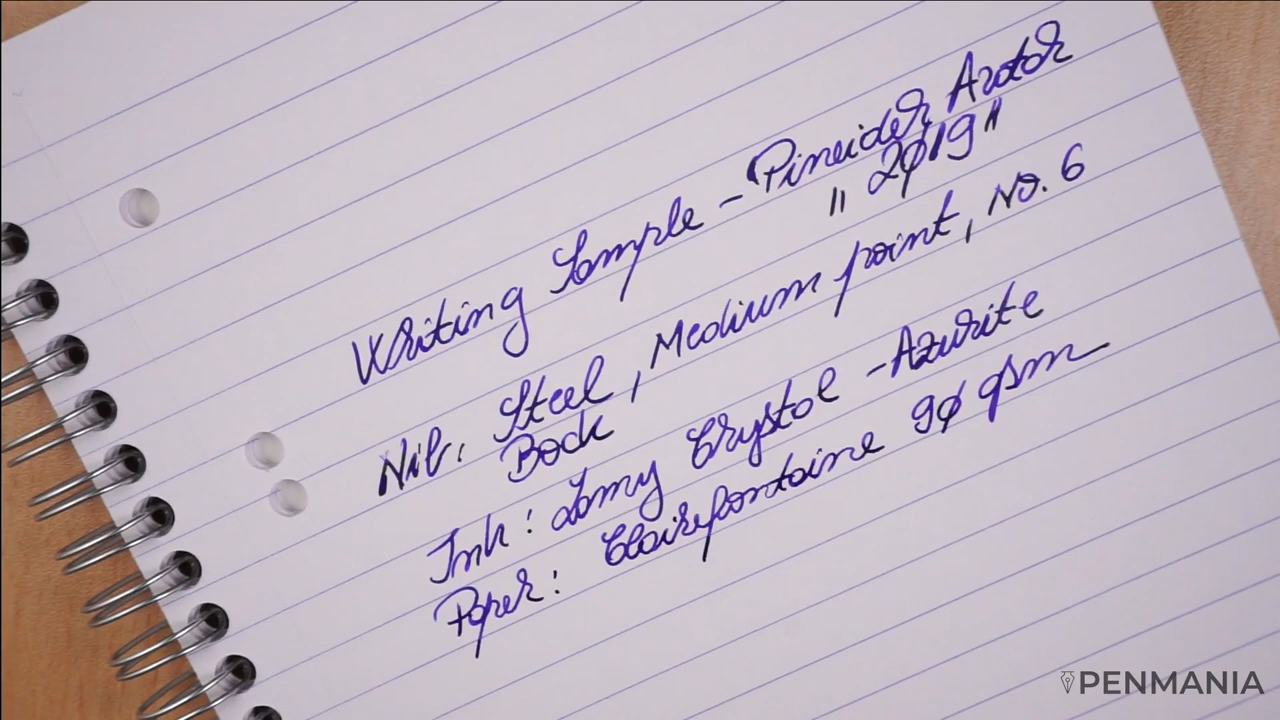 Writing Sample - Pineider Avatar
" 2019 "
Nib: Steel, Medium point, No. 6
Bock
Ink: Lamy Crystal - Azurite
Paper: Clairefontaine 90 gsm
PENMANIA